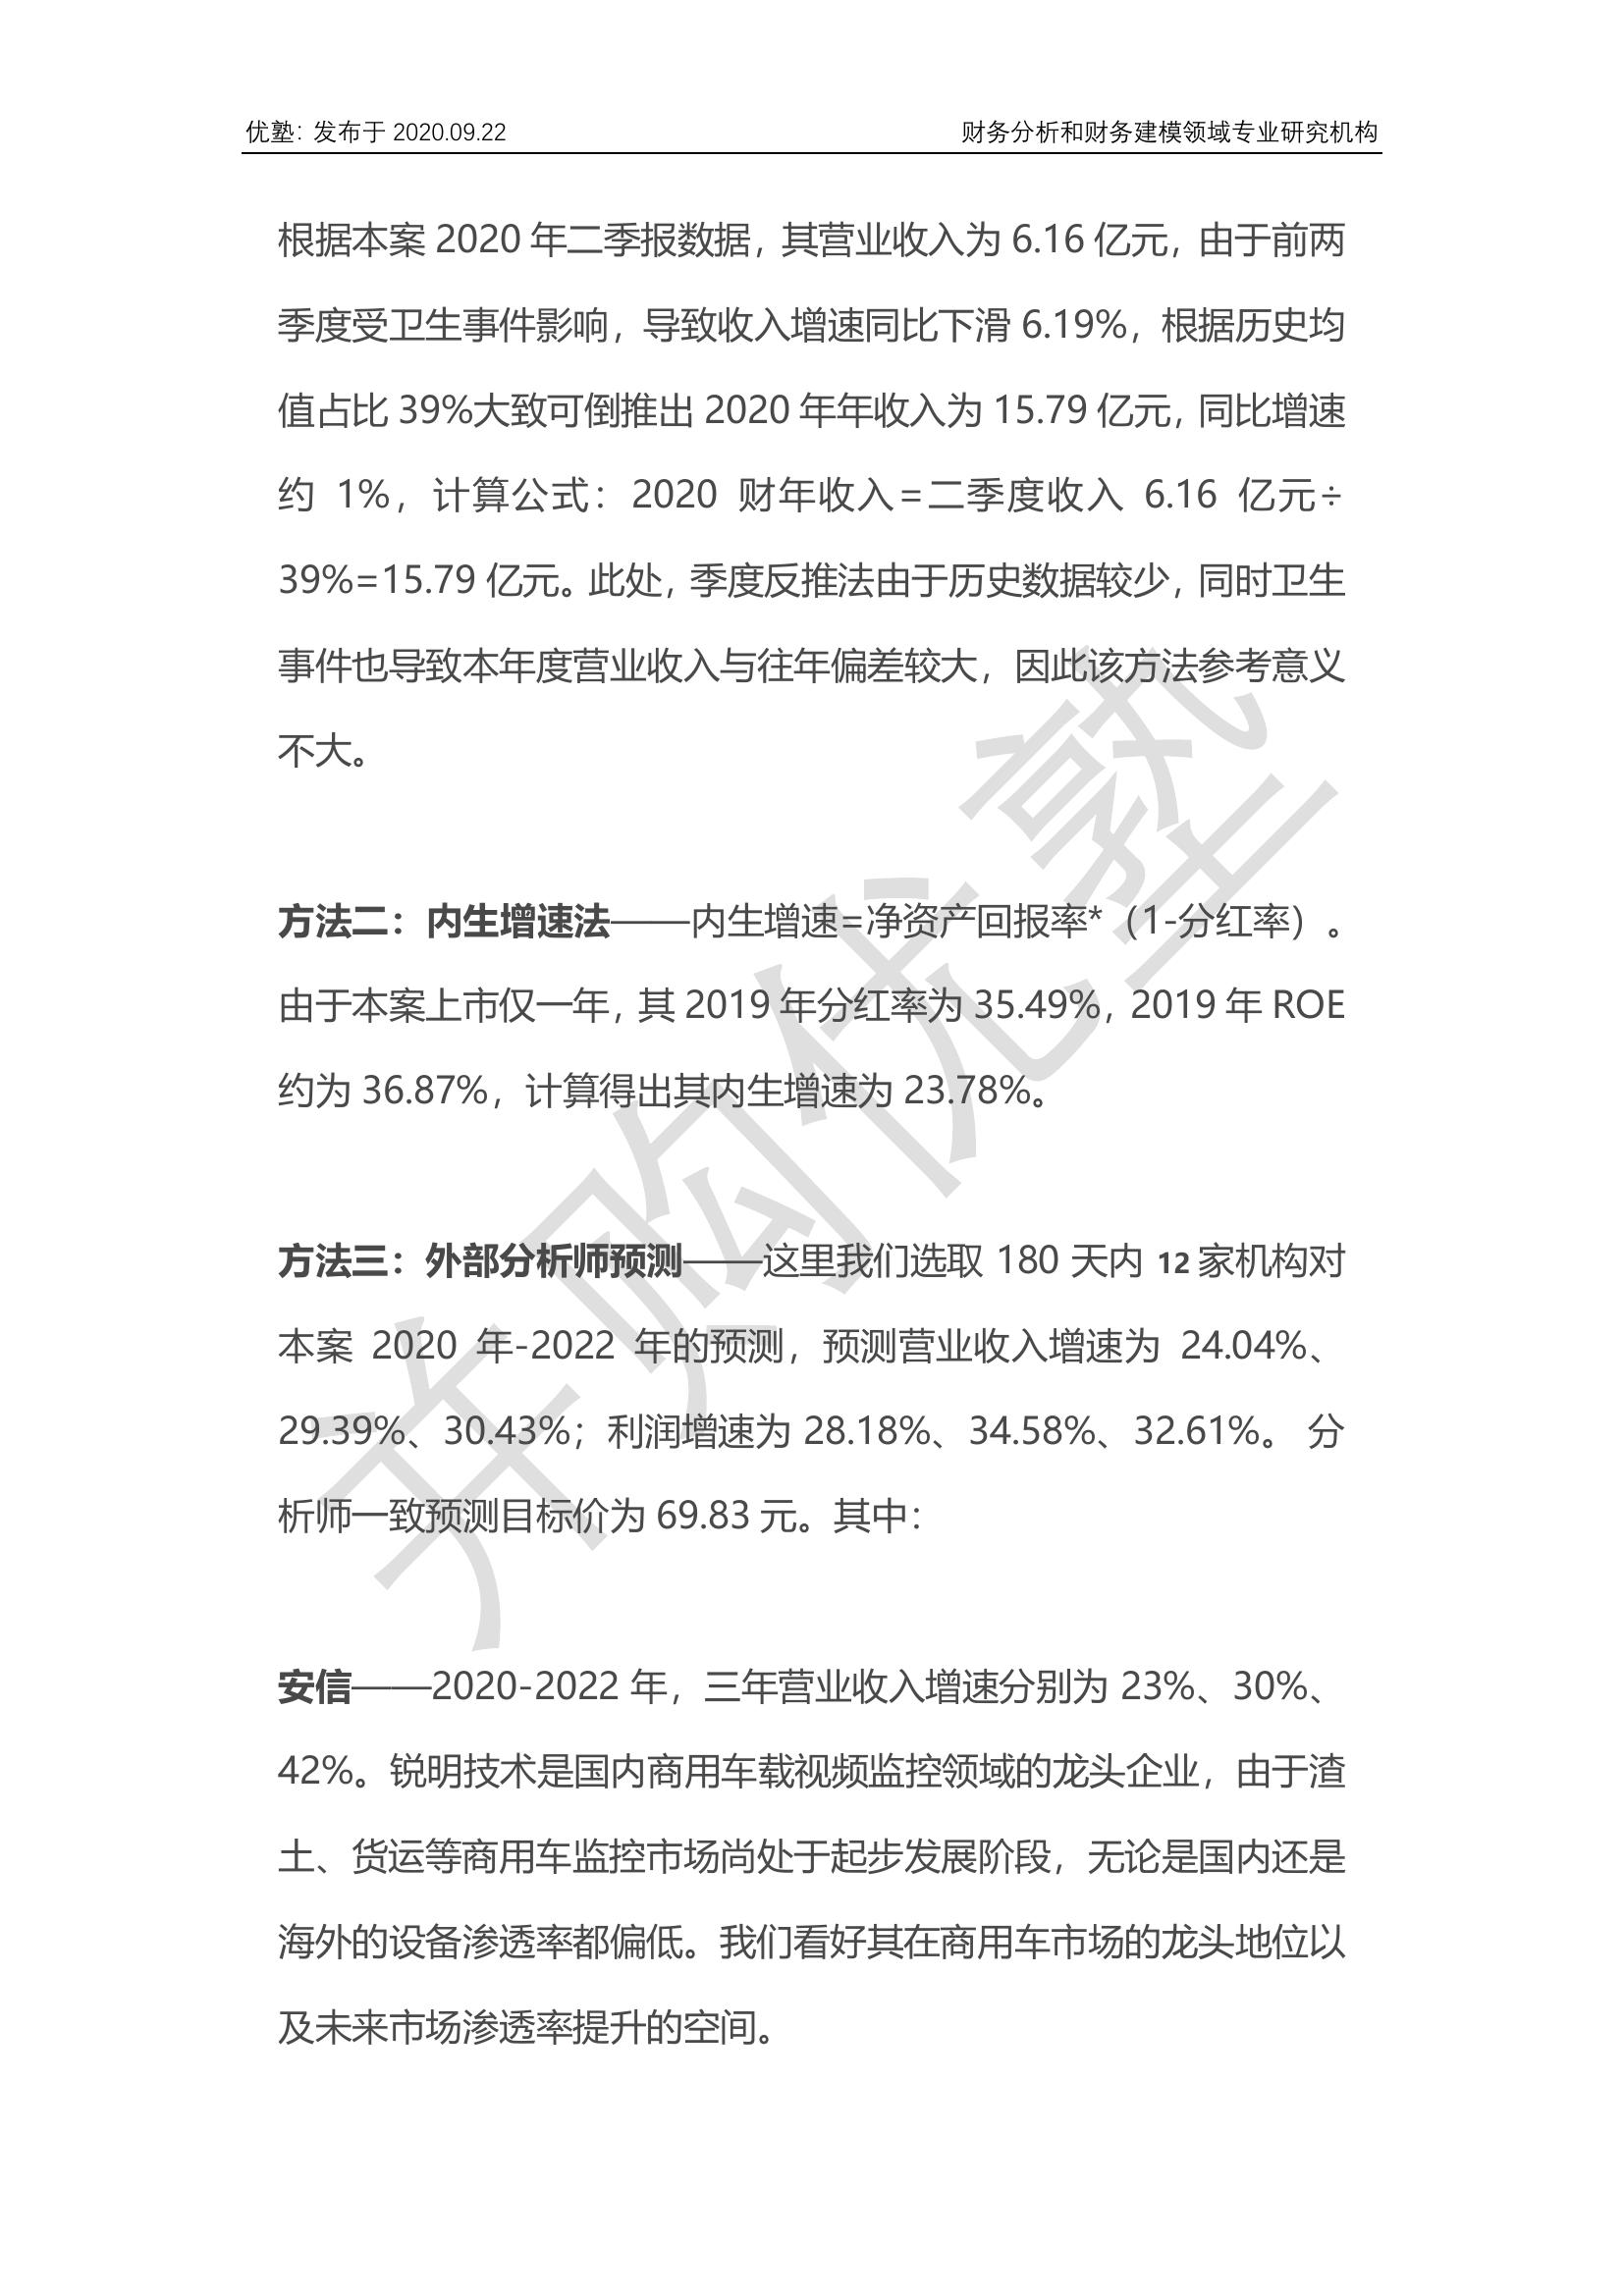 优塾：发布于 2020.09.22
财务分析和财务建模领域专业研究机构
根据本案 2020 年二季报数据，其营业收入为 6.16 亿元，由于前两
季度受卫生事件影响，导致收入增速同比下滑 6.19%，根据历史均
值占比 39%大致可倒推出 2020 年年收入为 15.79 亿元，同比增速
约 1%，计算公式：2020 财年收入=二季度收入 6.16 亿元÷
39%=15.79 亿元。此处，季度反推法由于历史数据较少，同时卫生
事件也导致本年度营业收入与往年偏差较大，因此该方法参考意义
不大。
方法二：内生增速法——内生增速=净资产回报率*（1-分红率）。
由于本案上市仅一年，其 2019 年分红率为 35.49%，2019 年 ROE
约为 36.87%，计算得出其内生增速为 23.78%。
方法三：外部分析师预测——这里我们选取 180 天内 12 家机构对
本案 2020 年-2022 年的预测，预测营业收入增速为 24.04%、
29.39%、30.43%；利润增速为 28.18%、34.58%、32.61%。 分
析师一致预测目标价为 69.83 元。其中：
安信——2020-2022 年，三年营业收入增速分别为 23%、30%、
42%。锐明技术是国内商用车载视频监控领域的龙头企业，由于渣
土、货运等商用车监控市场尚处于起步发展阶段，无论是国内还是
海外的设备渗透率都偏低。我们看好其在商用车市场的龙头地位以
及未来市场渗透率提升的空间。
并购优塾